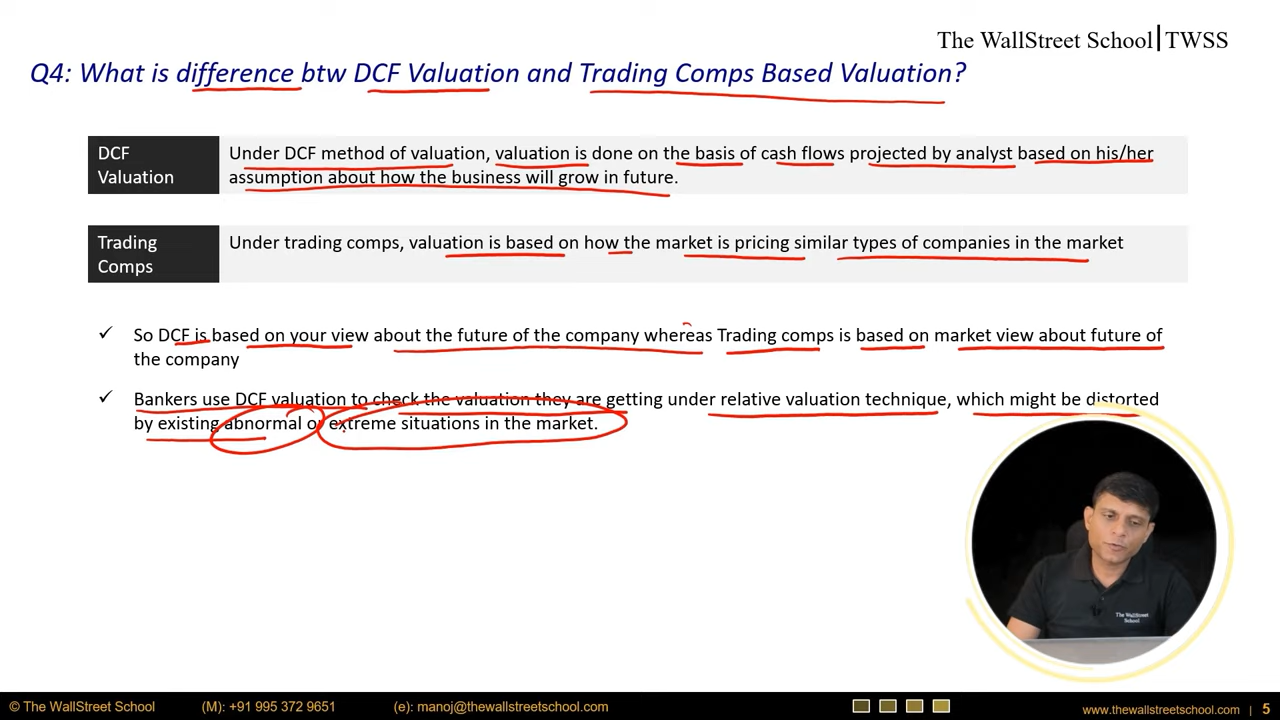 The WallStreet School | TWSS
Q4: What is difference btw DCF Valuation and Trading Comps Based Valuation?
DCF
Valuation
Under DCF method of valuation, valuation is done on the basis of cash flows projected by analyst based on his/her
assumption about how the business will grow in future.
Trading
Comps
Under trading comps, valuation is based on how the market is pricing similar types of companies in the market
✓ So DCF is based on your view about the future of the company whereas Trading comps is based on market view about future of
the company
✓ Bankers use DCF valuation to check the valuation they are getting under relative valuation technique, which might be distorted
by existing abnormal or extreme situations in the market.
The WallStreet
School
© The WallStreet School (M): +91 995 372 9651 (e): manoj@thewallstreetschool.com www.thewallstreetschool.com | 5